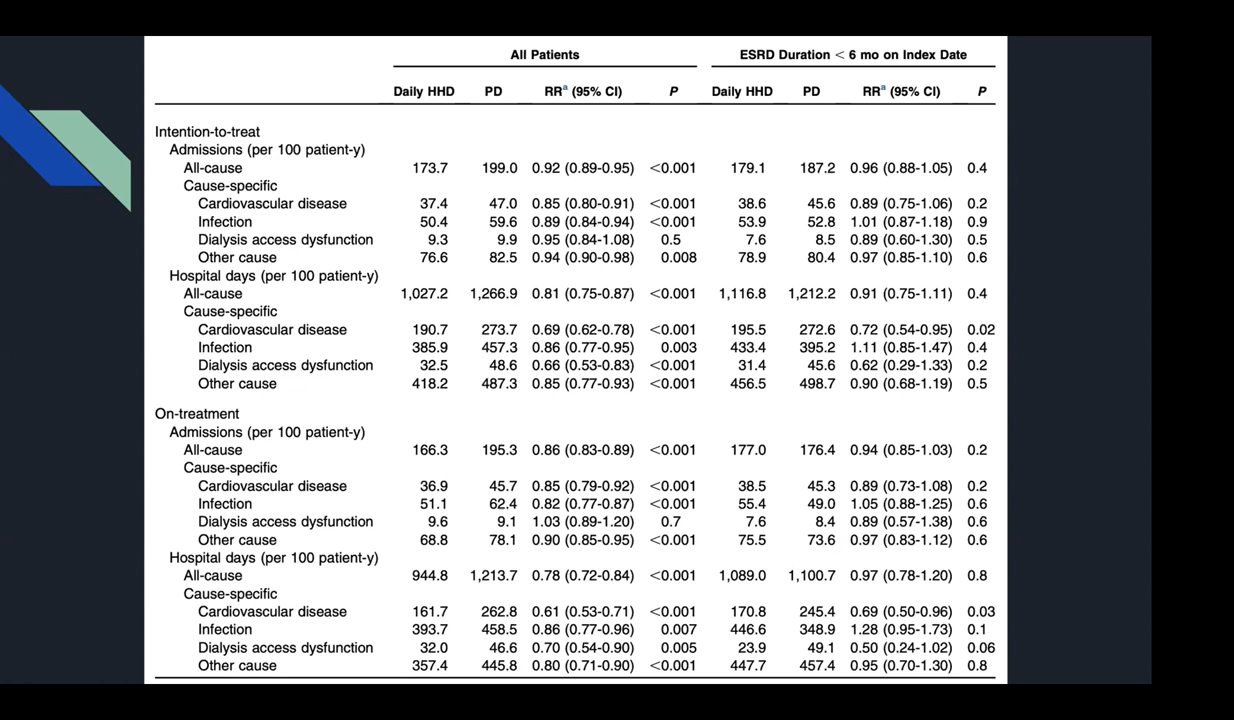 All Patients ESRD Duration < 6 mo on Index Date
Daily HHD PD RRa (95% CI) P Daily HHD PD RRa (95% CI) P
Intention-to-treat
Admissions (per 100 patient-y)
All-cause 173.7 199.0 0.92 (0.89-0.95) <0.001 179.1 187.2 0.96 (0.88-1.05) 0.4
Cause-specific
Cardiovascular disease 37.4 47.0 0.85 (0.80-0.91) <0.001 38.6 45.6 0.89 (0.75-1.06) 0.2
Infection 50.4 59.6 0.89 (0.84-0.94) <0.001 53.9 52.8 1.01 (0.87-1.18) 0.9
Dialysis access dysfunction 9.3 9.9 0.95 (0.84-1.08) 0.5 7.6 8.5 0.89 (0.60-1.30) 0.5
Other cause 76.6 82.5 0.94 (0.90-0.98) 0.008 78.9 80.4 0.97 (0.85-1.10) 0.6
Hospital days (per 100 patient-y)
All-cause 1,027.2 1,266.9 0.81 (0.75-0.87) <0.001 1,116.8 1,212.2 0.91 (0.75-1.11) 0.4
Cause-specific
Cardiovascular disease 190.7 273.7 0.69 (0.62-0.78) <0.001 195.5 272.6 0.72 (0.54-0.95) 0.02
Infection 385.9 457.3 0.86 (0.77-0.95) 0.003 433.4 395.2 1.11 (0.85-1.47) 0.4
Dialysis access dysfunction 32.5 48.6 0.66 (0.53-0.83) <0.001 31.4 45.6 0.62 (0.29-1.33) 0.2
Other cause 418.2 487.3 0.85 (0.77-0.93) <0.001 456.5 498.7 0.90 (0.68-1.19) 0.5
On-treatment
Admissions (per 100 patient-y)
All-cause 166.3 195.3 0.86 (0.83-0.89) <0.001 177.0 176.4 0.94 (0.85-1.03) 0.2
Cause-specific
Cardiovascular disease 36.9 45.7 0.85 (0.79-0.92) <0.001 38.5 45.3 0.89 (0.73-1.08) 0.2
Infection 51.1 62.4 0.82 (0.77-0.87) <0.001 55.4 49.0 1.05 (0.88-1.25) 0.6
Dialysis access dysfunction 9.6 9.1 1.03 (0.89-1.20) 0.7 7.6 8.4 0.89 (0.57-1.38) 0.6
Other cause 68.8 78.1 0.90 (0.85-0.95) <0.001 75.5 73.6 0.97 (0.83-1.12) 0.6
Hospital days (per 100 patient-y)
All-cause 944.8 1,213.7 0.78 (0.72-0.84) <0.001 1,089.0 1,100.7 0.97 (0.78-1.20) 0.8
Cause-specific
Cardiovascular disease 161.7 262.8 0.61 (0.53-0.71) <0.001 170.8 245.4 0.69 (0.50-0.96) 0.03
Infection 393.7 458.5 0.86 (0.77-0.96) 0.007 446.6 348.9 1.28 (0.95-1.73) 0.1
Dialysis access dysfunction 32.0 46.6 0.70 (0.54-0.90) 0.005 23.9 49.1 0.50 (0.24-1.02) 0.06
Other cause 357.4 445.8 0.80 (0.71-0.90) <0.001 447.7 457.4 0.95 (0.70-1.30) 0.8